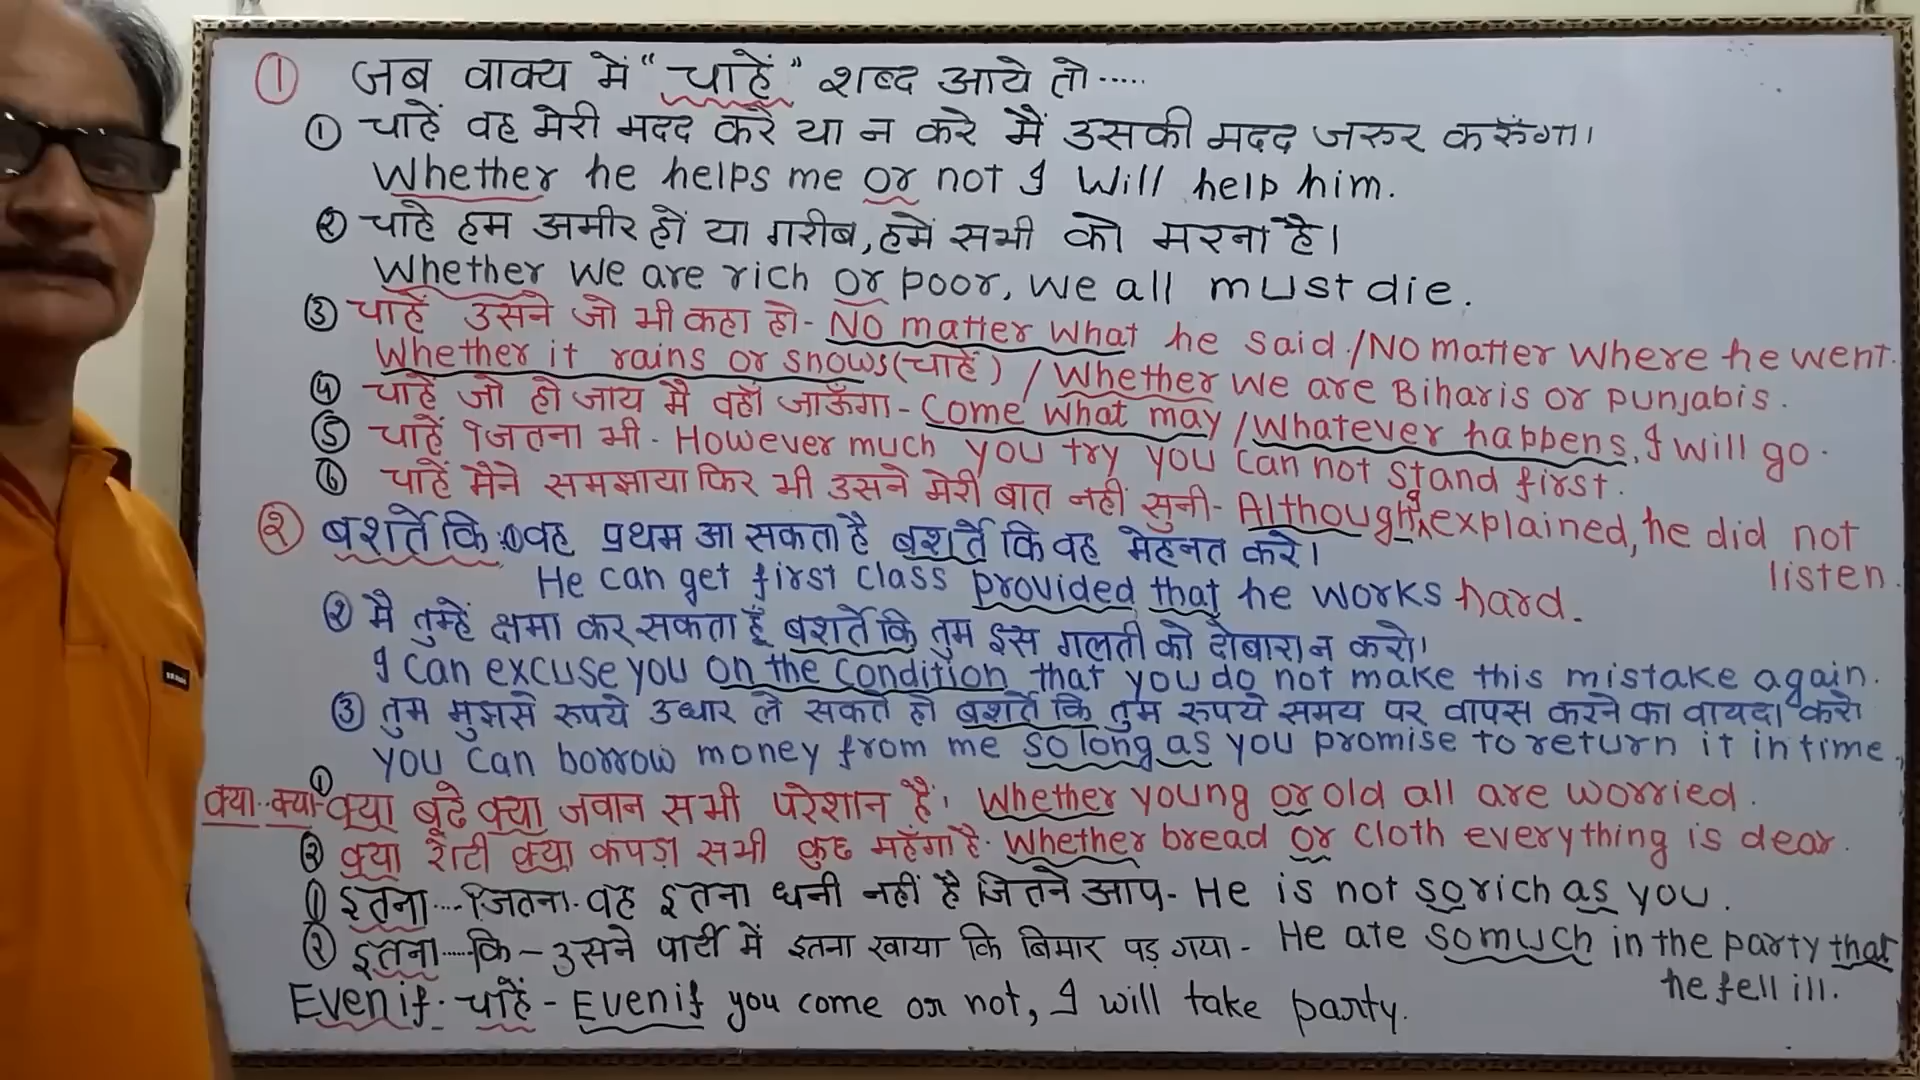 ① जब वाक्य में "चाहें" शब्द आये तो.....
① चाहें वह मेरी मदद करे या न करे मैं उसकी मदद जरुर करूँगा।
Whether he helps me or not I Will help him.
② चाहे हम अमीर हों या गरीब, हमें सभी को मरना है।
Whether we are rich or poor, we all must die.
③ चाहें उसने जो भी कहा हो- NO matter what he said./No matter where he went.
Whether it rains or snows(चाहें) / Whether we are Biharis or punjabis.
④ चाहें जो हो जाय मै वहाँ जाऊँगा- Come what may / Whatever happens, I will go.
⑤ चाहें जितना भी - However much you try you can not stand first.
⑥ चाहें मैने समझाया फिर भी उसने मेरी बात नहीं सुनी- Although I explained, he did not listen.
② बशर्ते कि ① वह प्रथम आ सकता है बशर्ते कि वह मेहनत करे।
He can get first class provided that he works hard.
② मै तुम्हें क्षमा कर सकता हूँ बशर्ते कि तुम इस गलती को दोबारा न करो।
I can excuse you on the condition that you do not make this mistake again.
③ तुम मुझसे रूपये उधार ले सकते हो बशर्ते कि तुम रूपये समय पर वापस करने का वायदा करो
you can borrow money from me so long as you promise to return it in time.
क्या..क्या-① क्या बूढे क्या जवान सभी परेशान हैं। Whether young or old all are worried.
② क्या रोटी क्या कपड़ा सभी कुछ महँगा है. Whether bread or cloth everything is dear.
① इतना....जितना. वह इतना धनी नहीं है जितने आप- He is not so rich as you.
② इतना.....कि – उसने पार्टी में इतना खाया कि बिमार पड़ गया - He ate so much in the party that he fell ill.
Even if. चाहें - Even if you come or not, I will take party.